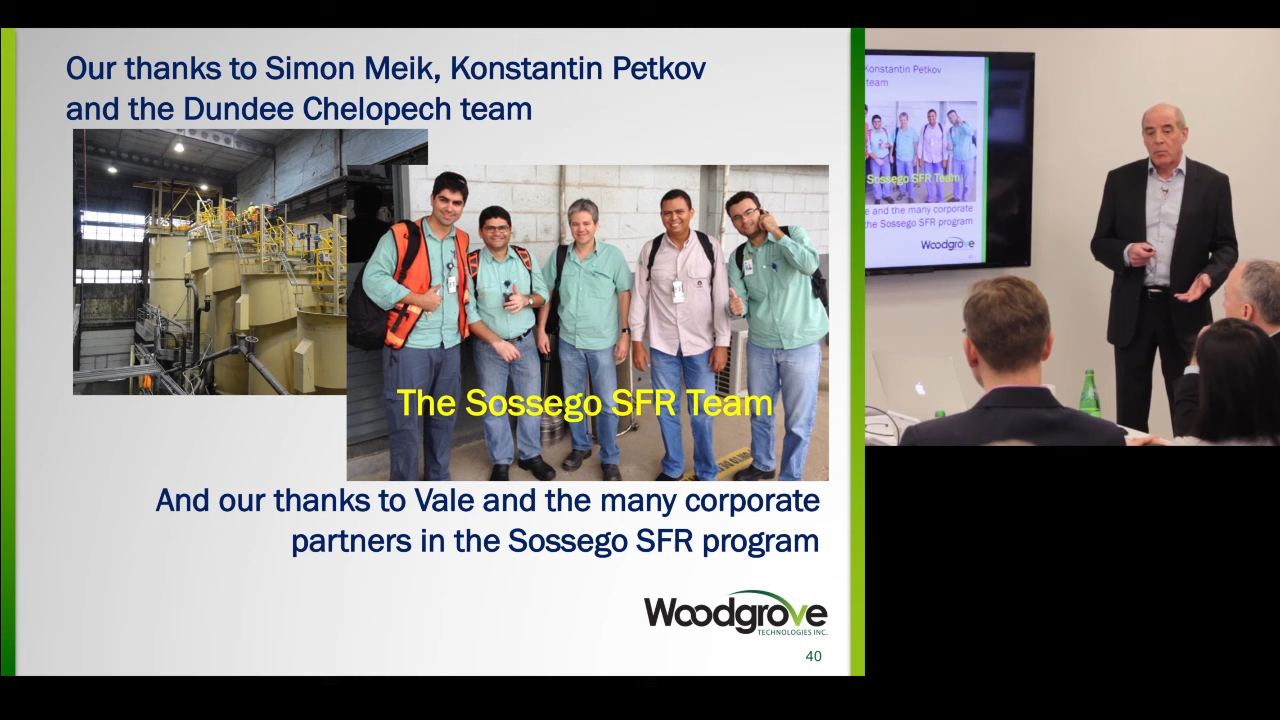 Our thanks to Simon Meik, Konstantin Petkov
and the Dundee Chelopech team
The Sossego SFR Team
And our thanks to Vale and the many corporate
partners in the Sossego SFR program
Woodgrove
TECHNOLOGIES INC.
40
Konstantin Petkov
team
Sossego SFR Team
e and the many corporate
the Sossego SFR program
Woodgrove